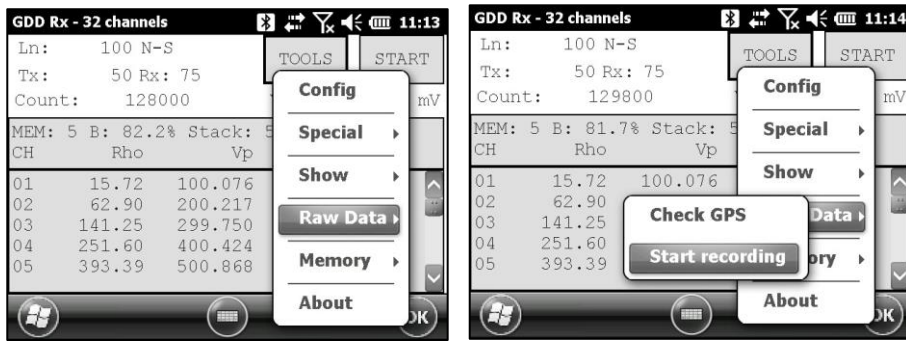 GDD Rx - 32 channels 11:13
Ln: 100 N-S
TOOLS START
Tx: 50 Rx: 75
Count: 128000 mV
MEM: 5 B: 82.2% Stack: 5
CH Rho Vp
01 15.72 100.076
02 62.90 200.217
03 141.25 299.750
04 251.60 400.424
05 393.39 500.868
Config
Special
Show
Raw Data
Memory
About
OK
GDD Rx - 32 channels 11:14
Ln: 100 N-S
TOOLS START
Tx: 50 Rx: 75
Count: 129800 mV
MEM: 5 B: 81.7% Stack: 5
CH Rho Vp
01 15.72 100.076
02 62.90
03 141.25
04 251.60
05 393.39
Config
Special
Show
Data
ory
About
Check GPS
Start recording
OK